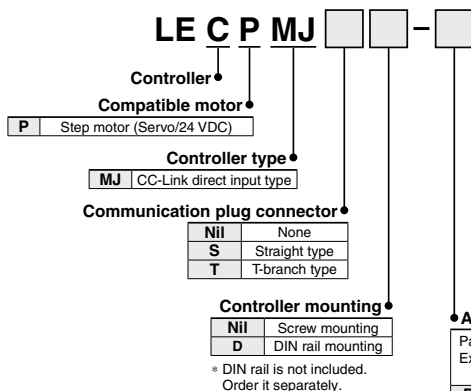 LE C P MJ –
Controller
Compatible motor
P Step motor (Servo/24 VDC)
Controller type
MJ CC-Link direct input type
Communication plug connector
Nil None
S Straight type
T T-branch type
Controller mounting
Nil Screw mounting
D DIN rail mounting
∗ DIN rail is not included.
Order it separately.